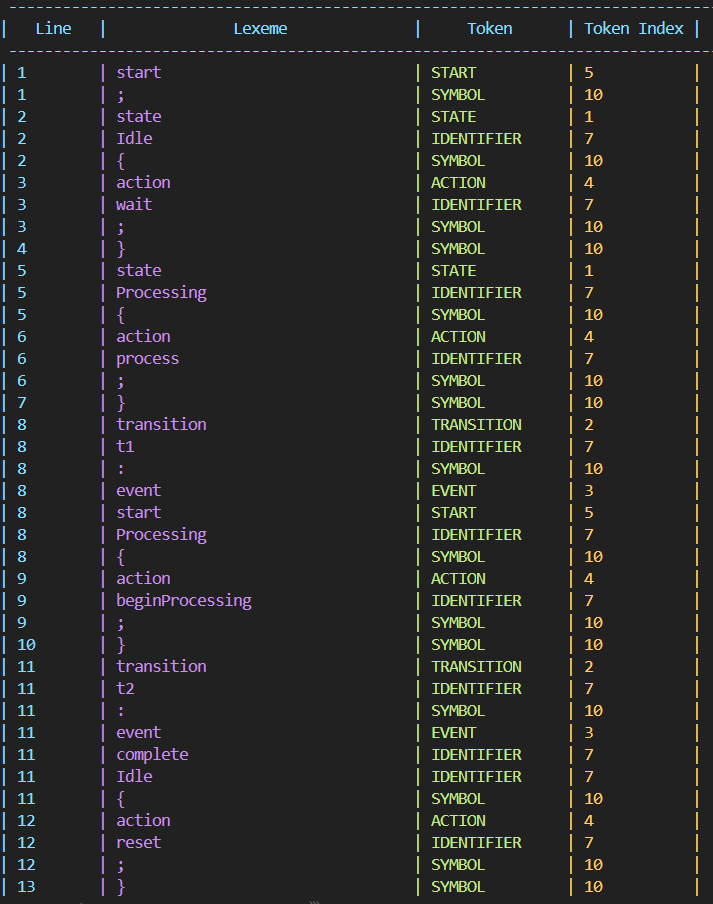 | Line | Lexeme | Token | Token Index |
| 1 | start | START | 5 |
| 1 | ; | SYMBOL | 10 |
| 2 | state | STATE | 1 |
| 2 | Idle | IDENTIFIER | 7 |
| 2 | { | SYMBOL | 10 |
| 3 | action | ACTION | 4 |
| 3 | wait | IDENTIFIER | 7 |
| 3 | ; | SYMBOL | 10 |
| 4 | } | SYMBOL | 10 |
| 5 | state | STATE | 1 |
| 5 | Processing | IDENTIFIER | 7 |
| 5 | { | SYMBOL | 10 |
| 6 | action | ACTION | 4 |
| 6 | process | IDENTIFIER | 7 |
| 6 | ; | SYMBOL | 10 |
| 7 | } | SYMBOL | 10 |
| 8 | transition | TRANSITION | 2 |
| 8 | t1 | IDENTIFIER | 7 |
| 8 | : | SYMBOL | 10 |
| 8 | event | EVENT | 3 |
| 8 | start | START | 5 |
| 8 | Processing | IDENTIFIER | 7 |
| 8 | { | SYMBOL | 10 |
| 9 | action | ACTION | 4 |
| 9 | beginProcessing | IDENTIFIER | 7 |
| 9 | ; | SYMBOL | 10 |
| 10 | } | SYMBOL | 10 |
| 11 | transition | TRANSITION | 2 |
| 11 | t2 | IDENTIFIER | 7 |
| 11 | : | SYMBOL | 10 |
| 11 | event | EVENT | 3 |
| 11 | complete | IDENTIFIER | 7 |
| 11 | Idle | IDENTIFIER | 7 |
| 11 | { | SYMBOL | 10 |
| 12 | action | ACTION | 4 |
| 12 | reset | IDENTIFIER | 7 |
| 12 | ; | SYMBOL | 10 |
| 13 | } | SYMBOL | 10 |